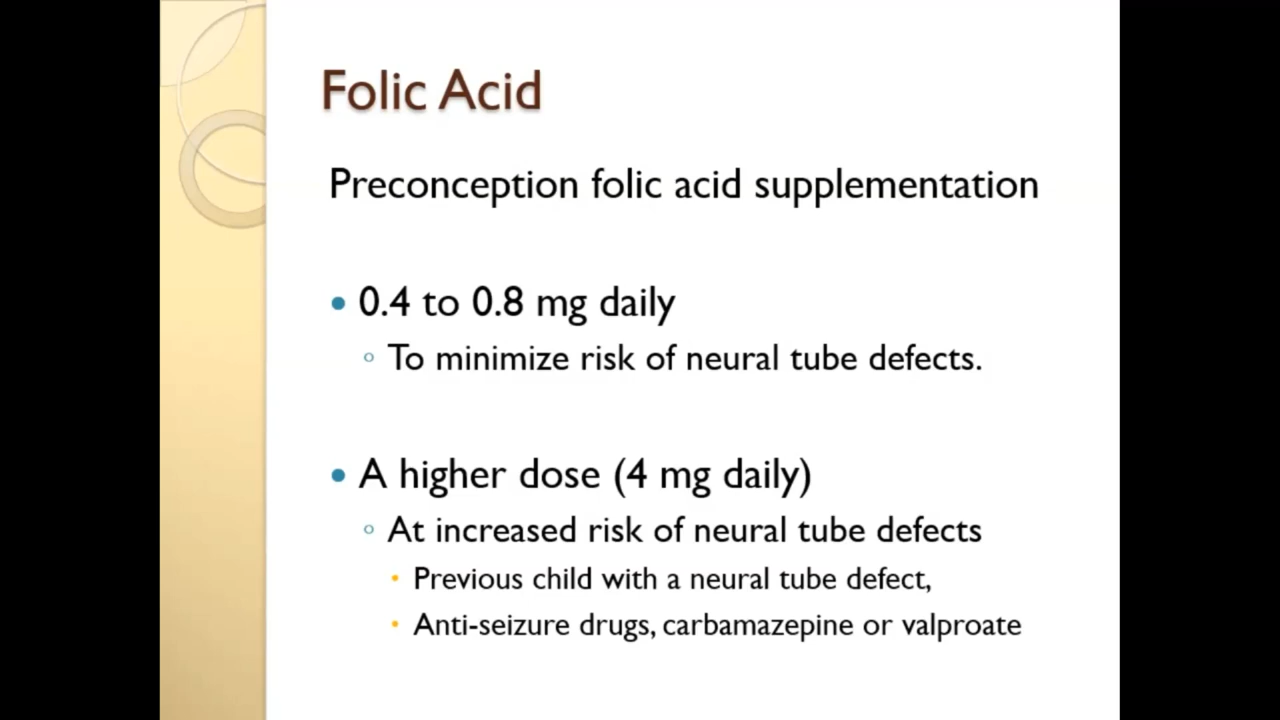 Folic Acid
Preconception folic acid supplementation
• 0.4 to 0.8 mg daily
◦ To minimize risk of neural tube defects.
• A higher dose (4 mg daily)
◦ At increased risk of neural tube defects
• Previous child with a neural tube defect,
• Anti-seizure drugs, carbamazepine or valproate